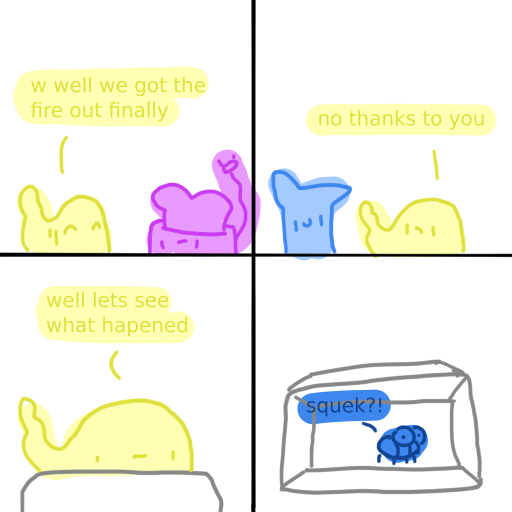 w well we got the
fire out finally
no thanks to you
well lets see
what hapened
squek?!